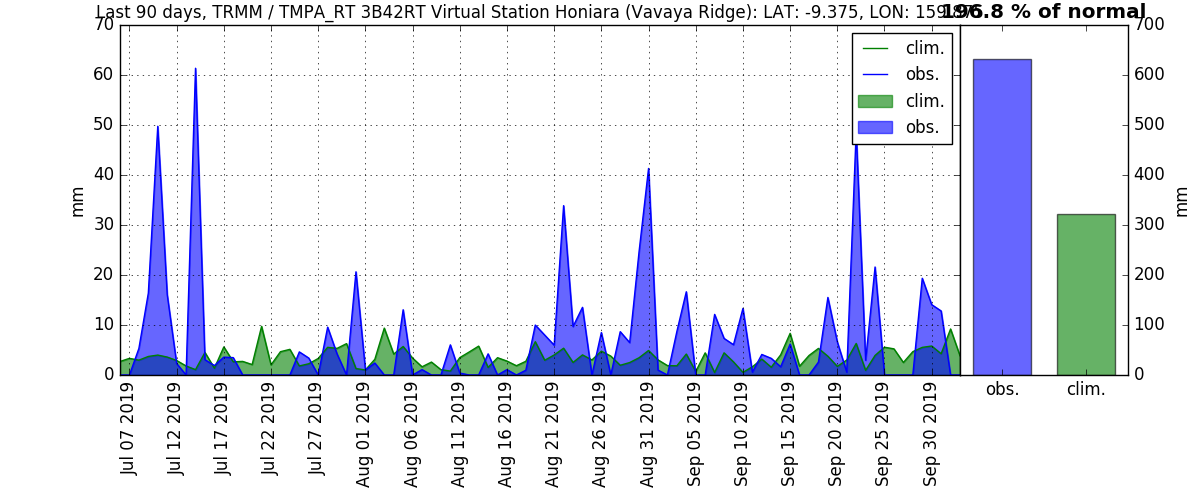 Last 90 days, TRMM / TMPA_RT 3B42RT Virtual Station Honiara (Vavaya Ridge): LAT: -9.375, LON:
196.8 % of normal
70
60
50
40
30
20
10
0
mm
clim.
obs.
clim.
obs.
700
600
500
400
300
200
100
0
mm
obs.
clim.
Jul 07 2019
Jul 12 2019
Jul 17 2019
Jul 22 2019
Jul 27 2019
Aug 01 2019
Aug 06 2019
Aug 11 2019
Aug 16 2019
Aug 21 2019
Aug 26 2019
Aug 31 2019
Sep 05 2019
Sep 10 2019
Sep 15 2019
Sep 20 2019
Sep 25 2019
Sep 30 2019